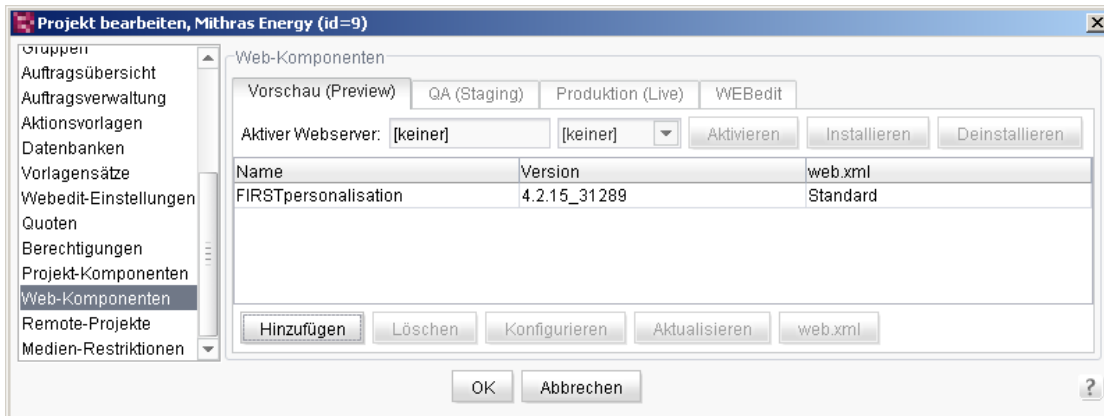 Projekt bearbeiten, Mithras Energy (id=9)
Gruppen
Auftragsübersicht
Auftragsverwaltung
Aktionsvorlagen
Datenbanken
Vorlagensätze
Webedit-Einstellungen
Quoten
Berechtigungen
Projekt-Komponenten
Web-Komponenten
Remote-Projekte
Medien-Restriktionen
Web-Komponenten
Vorschau (Preview) QA (Staging) Produktion (Live) WEBedit
Aktiver Webserver: [keiner] [keiner] Aktivieren Installieren Deinstallieren
Name Version web.xml
FIRSTpersonalisation 4.2.15_31289 Standard
Hinzufügen Löschen Konfigurieren Aktualisieren web.xml
OK Abbrechen ?